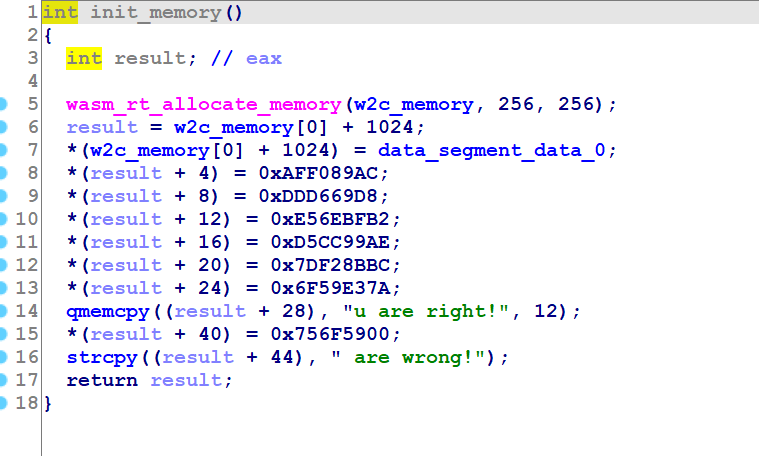 1 int init_memory()
2 {
3 int result; // eax
4
5 wasm_rt_allocate_memory(w2c_memory, 256, 256);
6 result = w2c_memory[0] + 1024;
7 *(w2c_memory[0] + 1024) = data_segment_data_0;
8 *(result + 4) = 0xAFF089AC;
9 *(result + 8) = 0xDDD669D8;
10 *(result + 12) = 0xE56EBFB2;
11 *(result + 16) = 0xD5CC99AE;
12 *(result + 20) = 0x7DF28BBC;
13 *(result + 24) = 0x6F59E37A;
14 qmemcpy((result + 28), "u are right!", 12);
15 *(result + 40) = 0x756F5900;
16 strcpy((result + 44), " are wrong!");
17 return result;
18 }